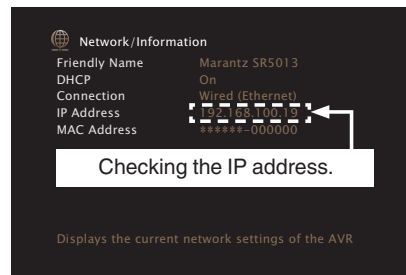 Network/Information
Friendly Name Marantz SR5013
DHCP On
Connection Wired (Ethernet)
IP Address 192.168.100.19
MAC Address ******-000000
Checking the IP address.
Displays the current network settings of the AVR